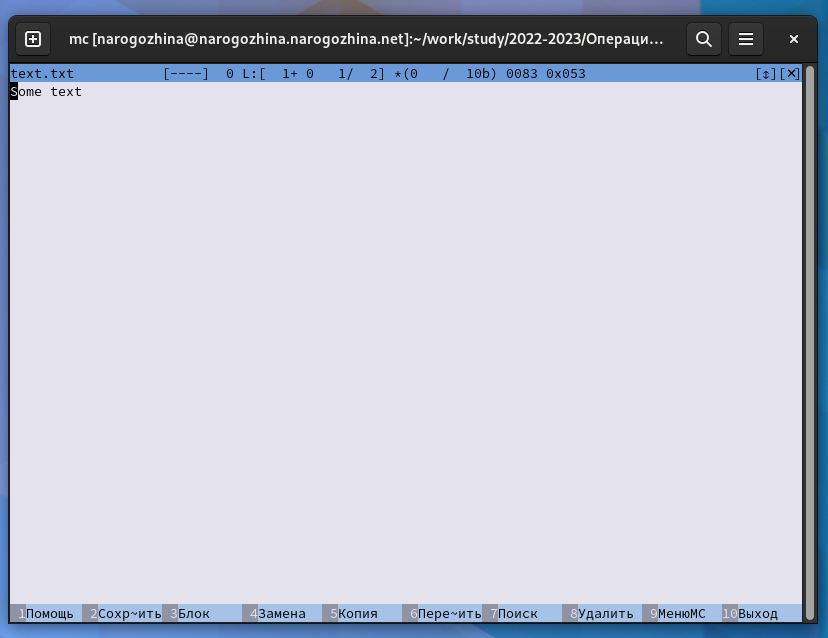 mc [narogozhina@narogozhina.narogozhina.net]:~/work/study/2022-2023/Операци...
text.txt [----] 0 L:[ 1+ 0 1/ 2] *(0 / 10b) 0083 0x053 [↕][×]
Some text
1Помощь 2Сохр~ить 3Блок 4Замена 5Копия 6Пере~ить 7Поиск 8Удалить 9МенюMC 10Выход